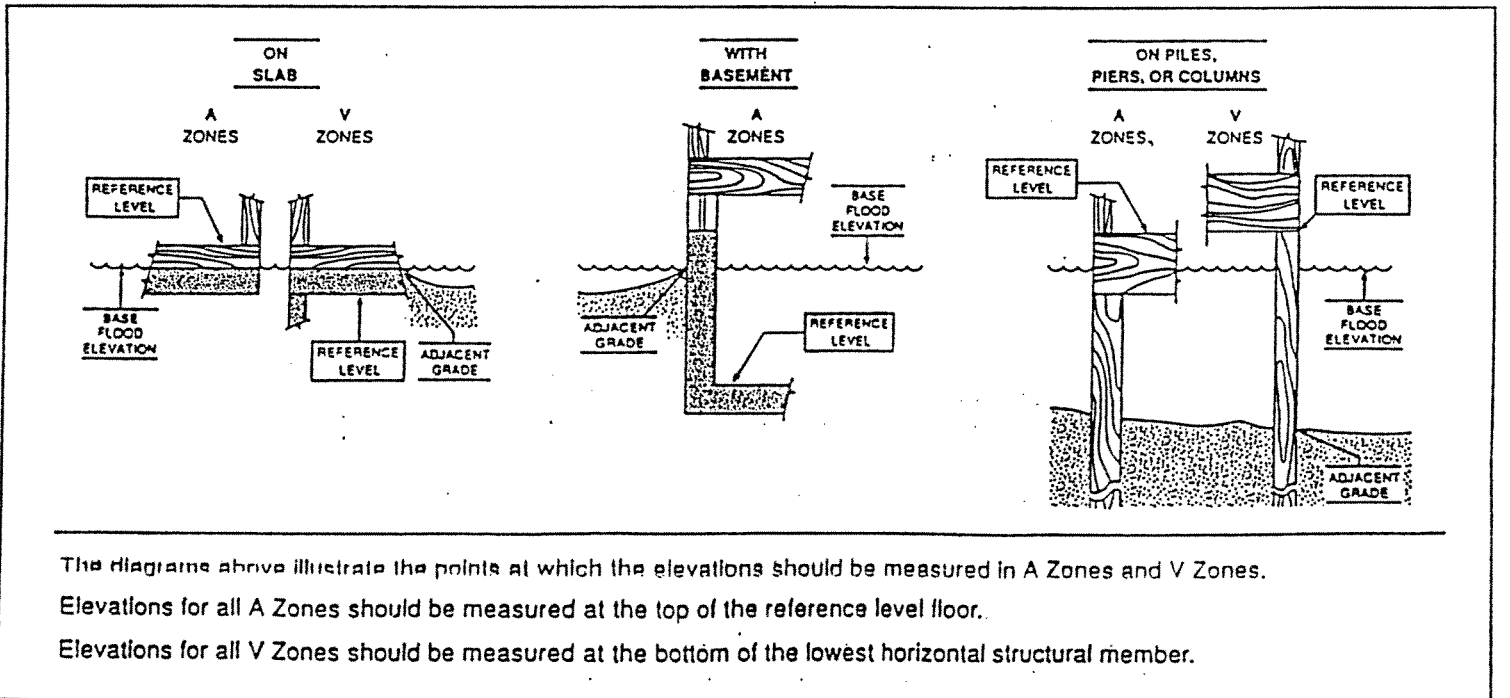 ON
SLAB
A
ZONES
V
ZONES
REFERENCE
LEVEL
BASE
FLOOD
ELEVATION
REFERENCE
LEVEL
ADJACENT
GRADE
WITH
BASEMENT
A
ZONES
BASE
FLOOD
ELEVATION
ADJACENT
GRADE
REFERENCE
LEVEL
ON PILES,
PIERS, OR COLUMNS
A
ZONES
V
ZONES
REFERENCE
LEVEL
REFERENCE
LEVEL
BASE
FLOOD
ELEVATION
ADJACENT
GRADE
The diagrams above illustrate the points at which the elevations should be measured in A Zones and V Zones.
Elevations for all A Zones should be measured at the top of the reference level floor.
Elevations for all V Zones should be measured at the bottom of the lowest horizontal structural member.